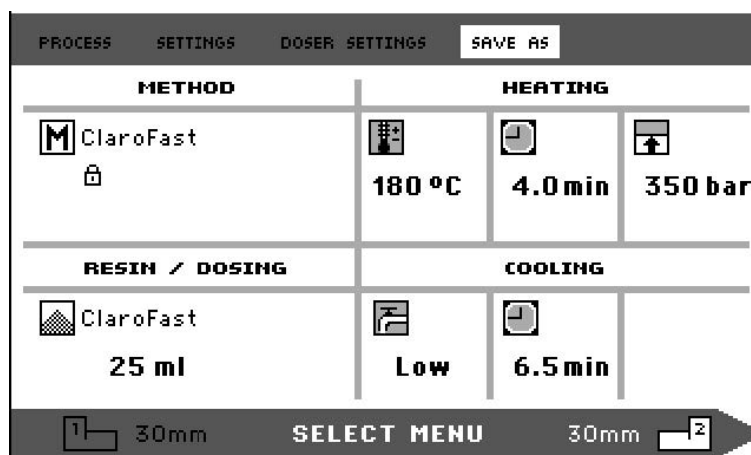 PROCESS SETTINGS DOSER SETTINGS SAVE AS
METHOD HEATING
M ClaroFast
180 ºC 4.0 min 350 bar
RESIN / DOSING COOLING
ClaroFast
25 ml Low 6.5 min
1 30mm SELECT MENU 30mm 2